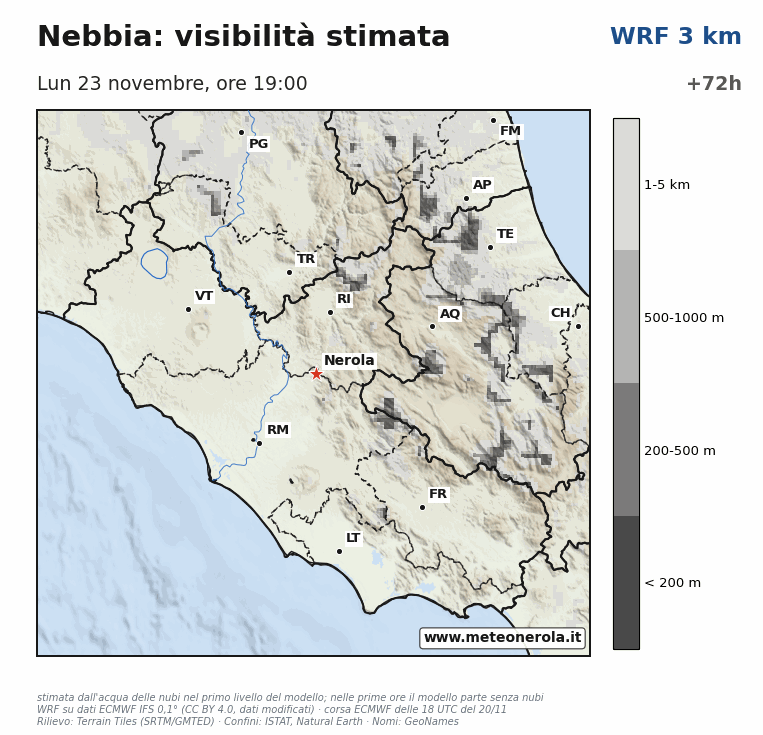 Nebbia: visibilità stimata
WRF 3 km
Lun 23 novembre, ore 19:00
+72h
FM
PG
AP
TE
TR
VT
RI
AQ
CH
Nerola
RM
FR
LT
www.meteonerola.it
1-5 km
500-1000 m
200-500 m
< 200 m
stimata dall'acqua delle nubi nel primo livello del modello; nelle prime ore il modello parte senza nubi
WRF su dati ECMWF IFS 0,1° (CC BY 4.0, dati modificati) · corsa ECMWF delle 18 UTC del 20/11
Rilievo: Terrain Tiles (SRTM/GMTED) · Confini: ISTAT, Natural Earth · Nomi: GeoNames